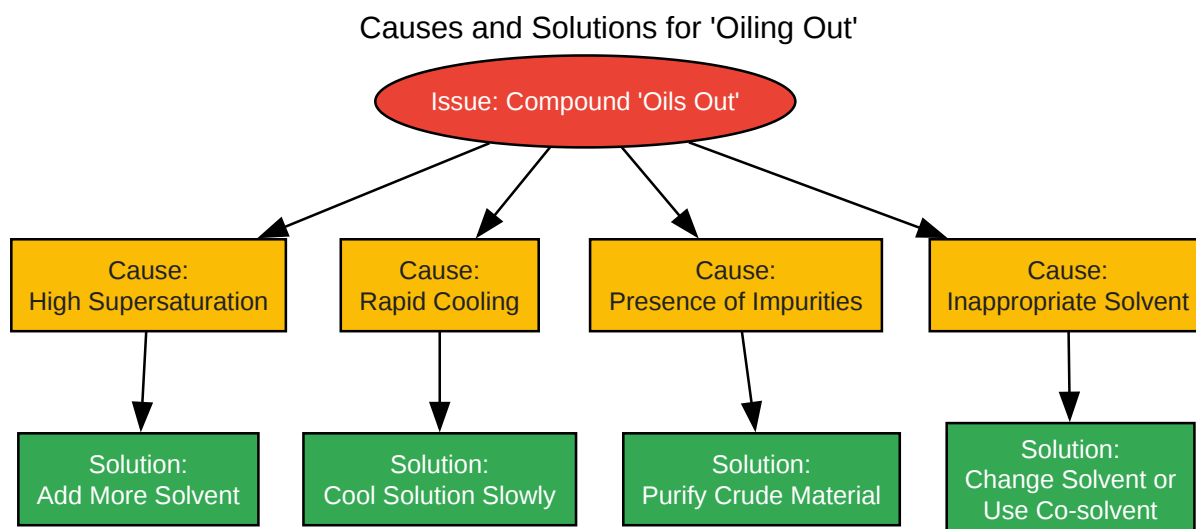 Causes and Solutions for 'Oiling Out'
Issue: Compound 'Oils Out'
Cause:
High Supersaturation
Cause:
Rapid Cooling
Cause:
Presence of Impurities
Cause:
Inappropriate Solvent
Solution:
Add More Solvent
Solution:
Cool Solution Slowly
Solution:
Purify Crude Material
Solution:
Change Solvent or
Use Co-solvent